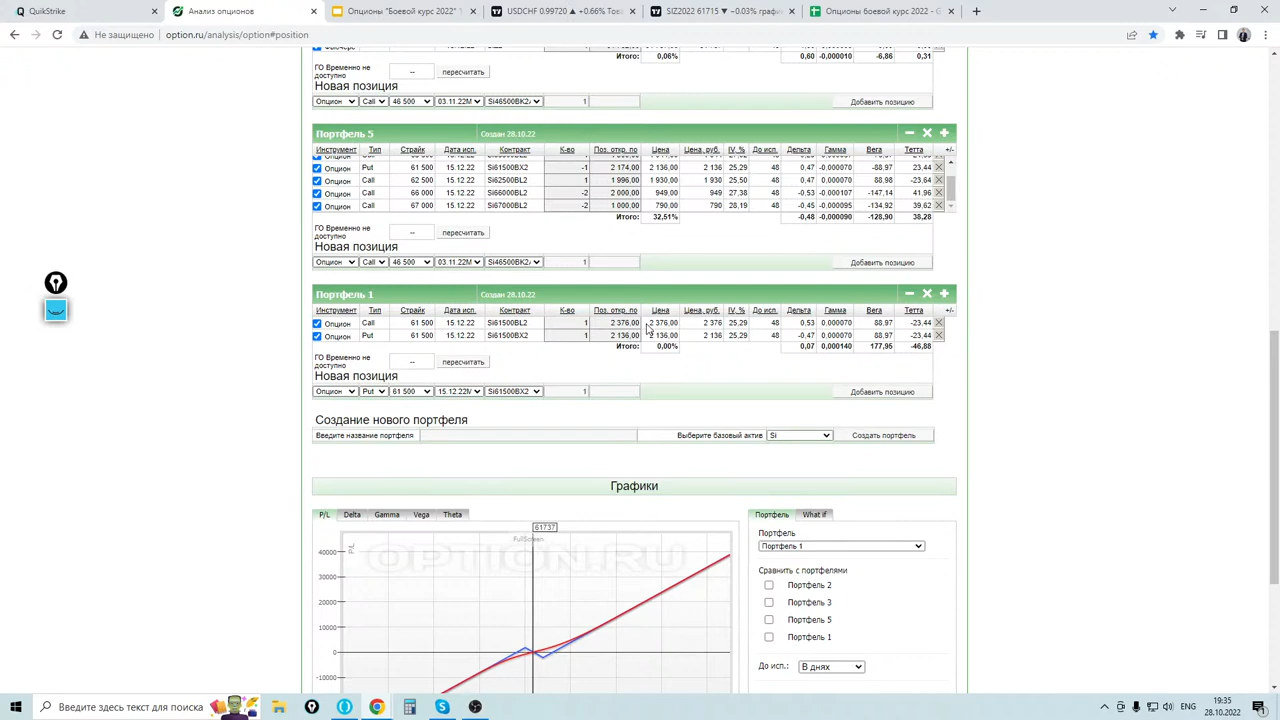 QuikStrike
Анализ опционов
Опционы "Боевой курс 2022" 1
USDCHF 0.99720 ▲ +0.66% Това
SIZ2022 61715 ▼ −0.03% граф
Опционы боевой курс 2022 - G
Не защищено
option.ru/analysis/option#position
Итого: 0,06% 0,60 -0,000010 -6,86 0,31
ГО Временно не доступно -- пересчитать
Новая позиция
Опцион Call 46 500 03.11.22М Si46500BK2 1 Добавить позицию
Портфель 5 Создан 28.10.22
Инструмент Тип Страйк Дата исп. Контракт К-во Поз. откр. по Цена Цена, руб. IV, % До исп. Дельта Гамма Вега Тетта +/-
Опцион Put 61 500 15.12.22 Si61500BX2 -1 2 174,00 2 136,00 2 136 25,29 48 0,47 -0,000070 -88,97 23,44
Опцион Call 62 500 15.12.22 Si62500BL2 1 1 996,00 1 930,00 1 930 25,50 48 0,47 0,000070 88,98 -23,64
Опцион Call 66 000 15.12.22 Si66000BL2 -2 2 000,00 949,00 949 27,38 48 -0,53 -0,000107 -147,14 41,96
Опцион Call 67 000 15.12.22 Si67000BL2 -2 1 000,00 790,00 790 28,19 48 -0,45 -0,000095 -134,92 39,62
Итого: 32,51% -0,48 -0,000090 -128,90 38,28
ГО Временно не доступно -- пересчитать
Новая позиция
Опцион Call 46 500 03.11.22М Si46500BK2 1 Добавить позицию
Портфель 1 Создан 28.10.22
Инструмент Тип Страйк Дата исп. Контракт К-во Поз. откр. по Цена Цена, руб. IV, % До исп. Дельта Гамма Вега Тетта +/-
Опцион Call 61 500 15.12.22 Si61500BL2 1 2 376,00 2 376,00 2 376 25,29 48 0,53 0,000070 88,97 -23,44
Опцион Put 61 500 15.12.22 Si61500BX2 1 2 136,00 2 136,00 2 136 25,29 48 -0,47 0,000070 88,97 -23,44
Итого: 0,00% 0,07 0,000140 177,95 -46,88
ГО Временно не доступно -- пересчитать
Новая позиция
Опцион Put 61 500 15.12.22М Si61500BX2 1 Добавить позицию
Создание нового портфеля
Введите название портфеля Выберите базовый актив Si Создать портфель
Графики
P/L Delta Gamma Vega Theta
Портфель What if
61737
FullScreen
P/L
OPTION.RU
40000
30000
20000
10000
0
-10000
Портфель
Портфель 1
Сравнить с портфелями
Портфель 2
Портфель 3
Портфель 5
Портфель 1
До исп.: В днях
Введите здесь текст для поиска
ENG
19:35
28.10.2022